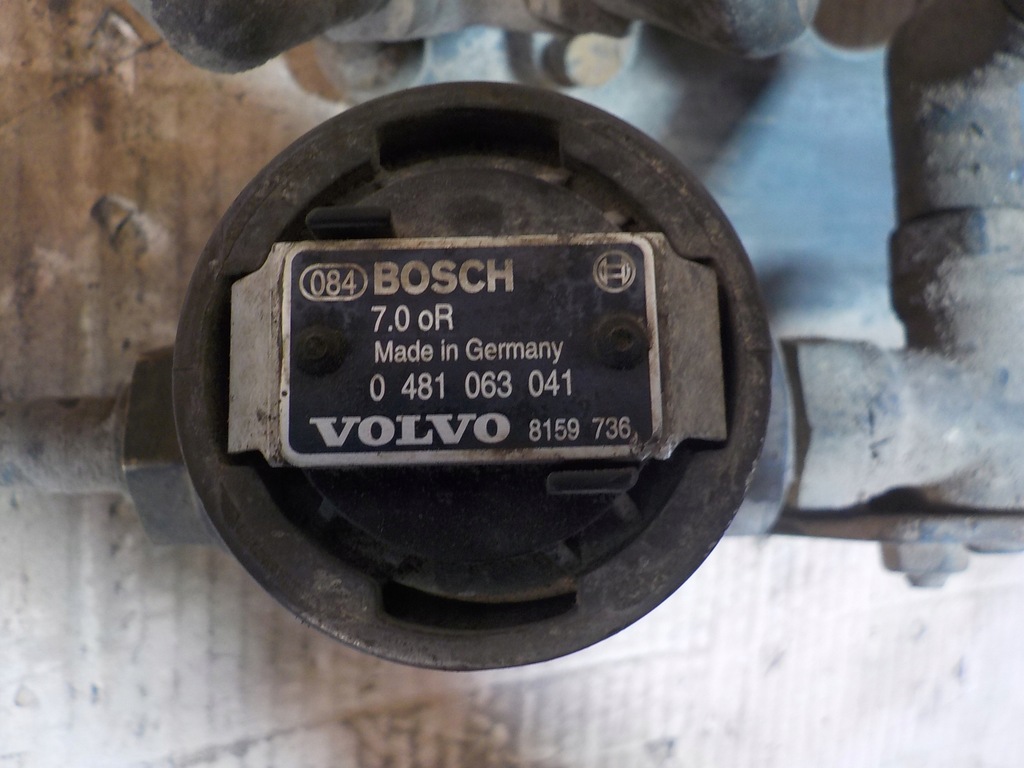 084 BOSCH
7.0 oR
Made in Germany
0 481 063 041
VOLVO 8159 736